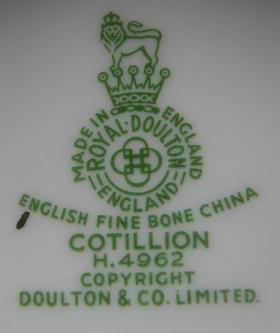 MADE IN ENGLAND
ROYAL·DOULTON
ENGLAND
ENGLISH FINE BONE CHINA
COTILLION
H.4962
COPYRIGHT
DOULTON & CO. LIMITED.